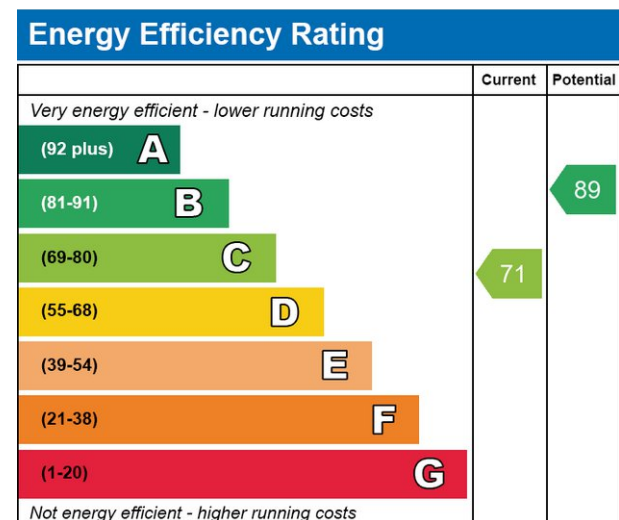 Energy Efficiency Rating
Current Potential
Very energy efficient - lower running costs
(92 plus) A
(81-91) B
89
(69-80) C
71
(55-68) D
(39-54) E
(21-38) F
(1-20) G
Not energy efficient - higher running costs